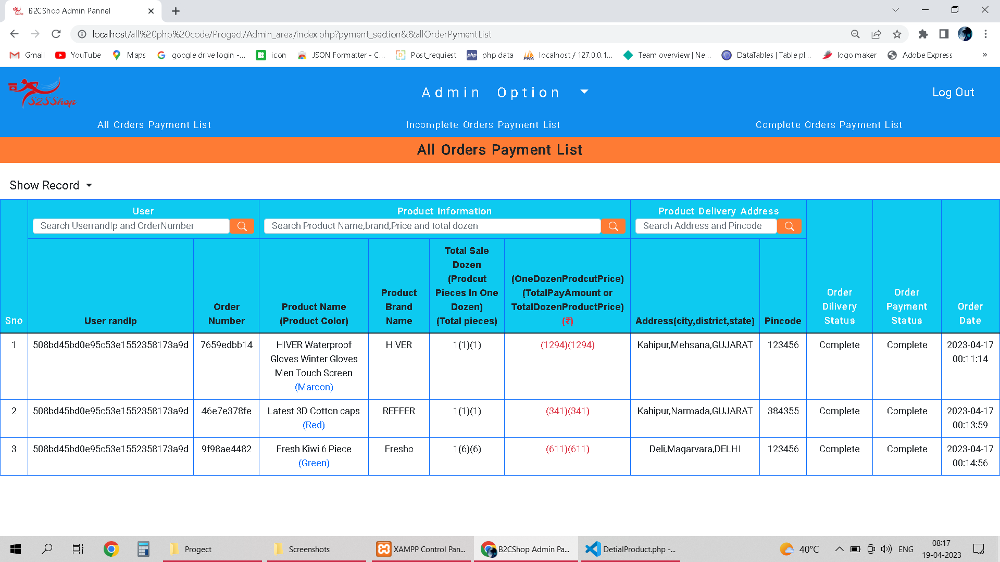 B2CShop Admin Pannel
localhost/all%20php%20code/Progect/Admin_area/index.php?pyment_section&&allOrderPymentList
Gmail
YouTube
Maps
google drive login -...
icon
JSON Formatter - C...
Post_requiest
php data
localhost / 127.0.0.1...
Team overview | Ne...
DataTables | Table pl...
logo maker
Adobe Express
»
S2SShop
Admin Option
Log Out
All Orders Payment List
Incomplete Orders Payment List
Complete Orders Payment List
All Orders Payment List
Show Record
User
Product Information
Product Delivery Address
Search UserrandIp and OrderNumber
Search Product Name,brand,Price and total dozen
Search Address and Pincode
Sno
User randIp
Order
Number
Product Name
(Product Color)
Product
Brand
Name
Total Sale
Dozen
(Prodcut
Pieces In One
Dozen)
(Total pieces)
(OneDozenProdcutPrice)
(TotalPayAmount or
TotalDozenProductPrice)
(₹)
Address(city,district,state)
Pincode
Order
Dilivery
Status
Order
Payment
Status
Order
Date
1
508bd45bd0e95c53e1552358173a9d
7659edbb14
HIVER Waterproof
Gloves Winter Gloves
Men Touch Screen
(Maroon)
HIVER
1(1)(1)
(1294)(1294)
Kahipur,Mehsana,GUJARAT
123456
Complete
Complete
2023-04-17
00:11:14
2
508bd45bd0e95c53e1552358173a9d
46e7e378fe
Latest 3D Cotton caps
(Red)
REFFER
1(1)(1)
(341)(341)
Kahipur,Narmada,GUJARAT
384355
Complete
Complete
2023-04-17
00:13:59
3
508bd45bd0e95c53e1552358173a9d
9f98ae4482
Fresh Kiwi 6 Piece
(Green)
Fresho
1(6)(6)
(611)(611)
Deli,Magarvara,DELHI
123456
Complete
Complete
2023-04-17
00:14:56
Progect
Screenshots
XAMPP Control Pan...
B2CShop Admin Pa...
DetialProduct.php -...
40°C
ENG
08:17
19-04-2023